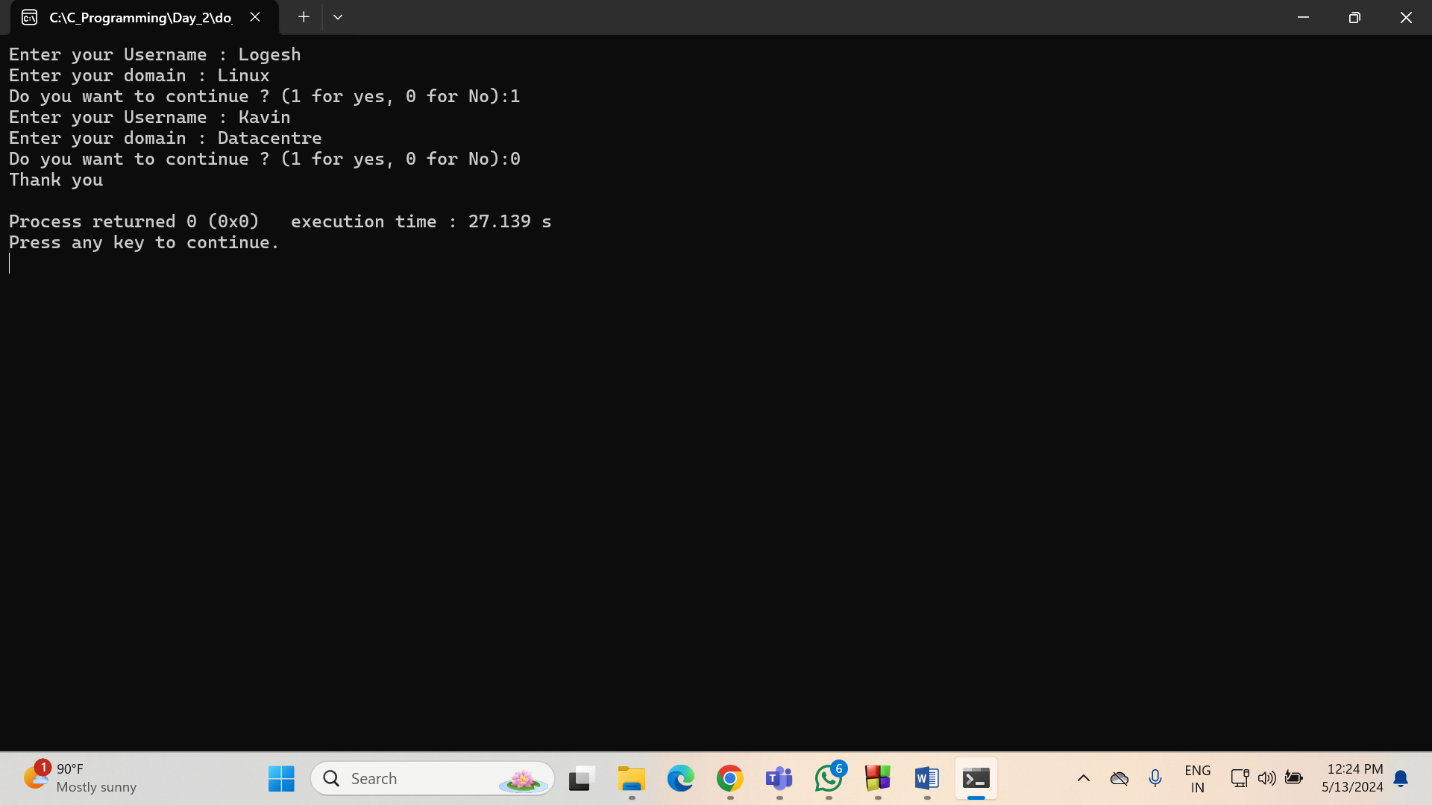 C:\C_Programming\Day_2\do_
Enter your Username : Logesh
Enter your domain : Linux
Do you want to continue ? (1 for yes, 0 for No):1
Enter your Username : Kavin
Enter your domain : Datacentre
Do you want to continue ? (1 for yes, 0 for No):0
Thank you
Process returned 0 (0x0)   execution time : 27.139 s
Press any key to continue.
1
90°F
Mostly sunny
Search
6
ENG
IN
12:24 PM
5/13/2024